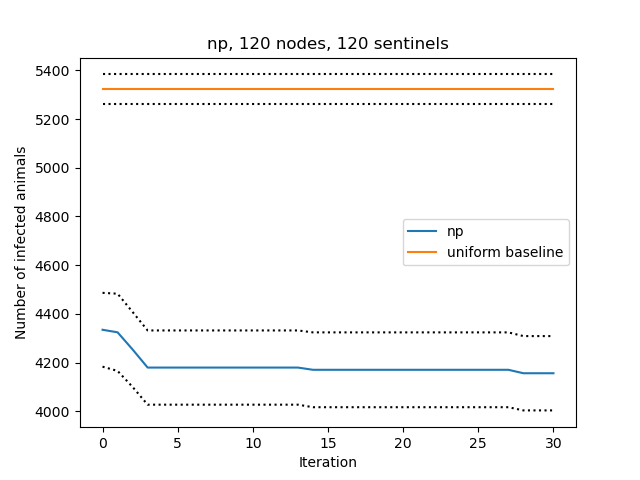 np, 120 nodes, 120 sentinels
5400
5200
5000
4800
4600
4400
4200
4000
Number of infected animals
np
uniform baseline
0 5 10 15 20 25 30
Iteration